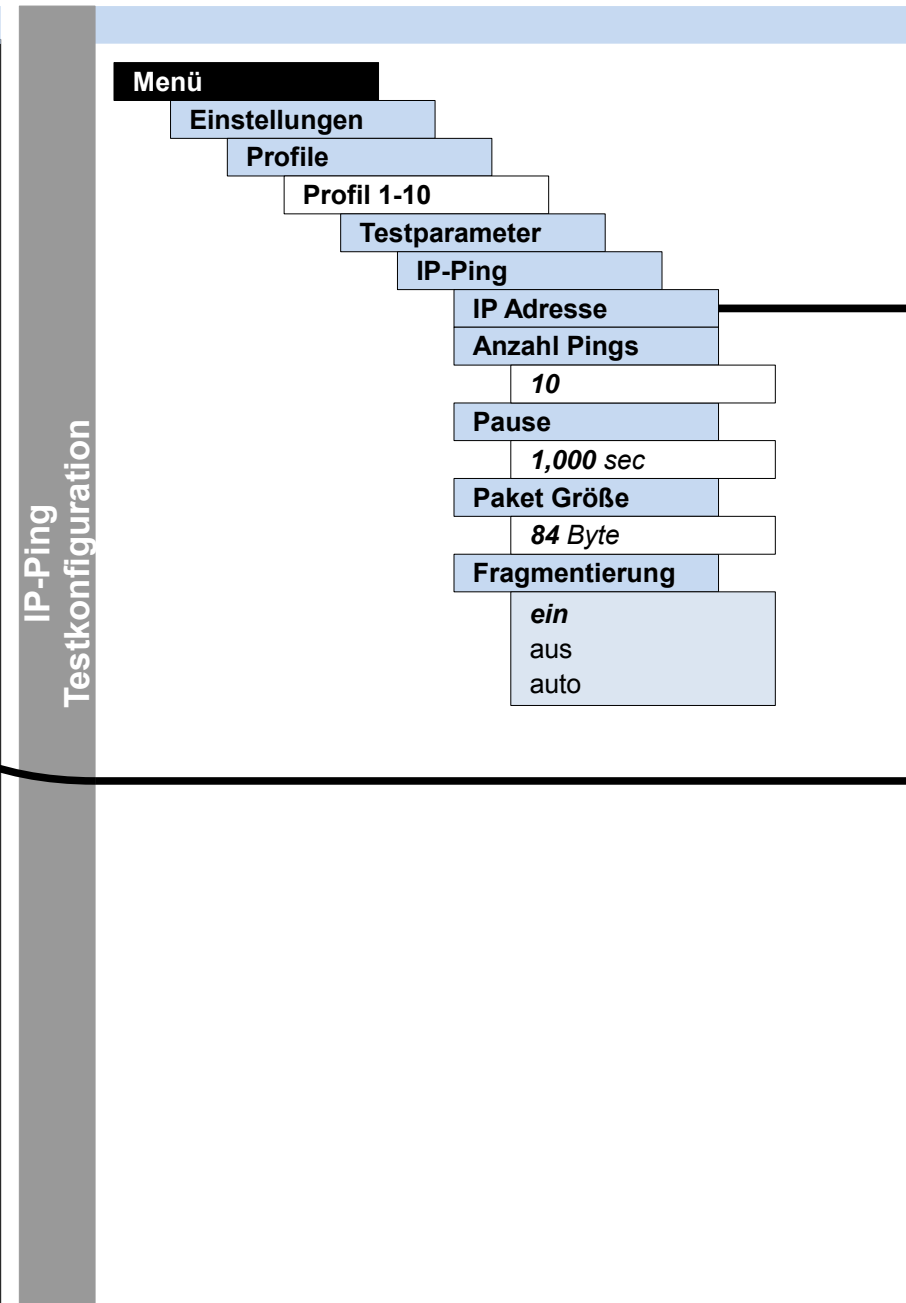 IP-Ping
Testkonfiguration
Menü
Einstellungen
Profile
Profil 1-10
Testparameter
IP-Ping
IP Adresse
Anzahl Pings
10
Pause
1,000 sec
Paket Größe
84 Byte
Fragmentierung
ein
aus
auto